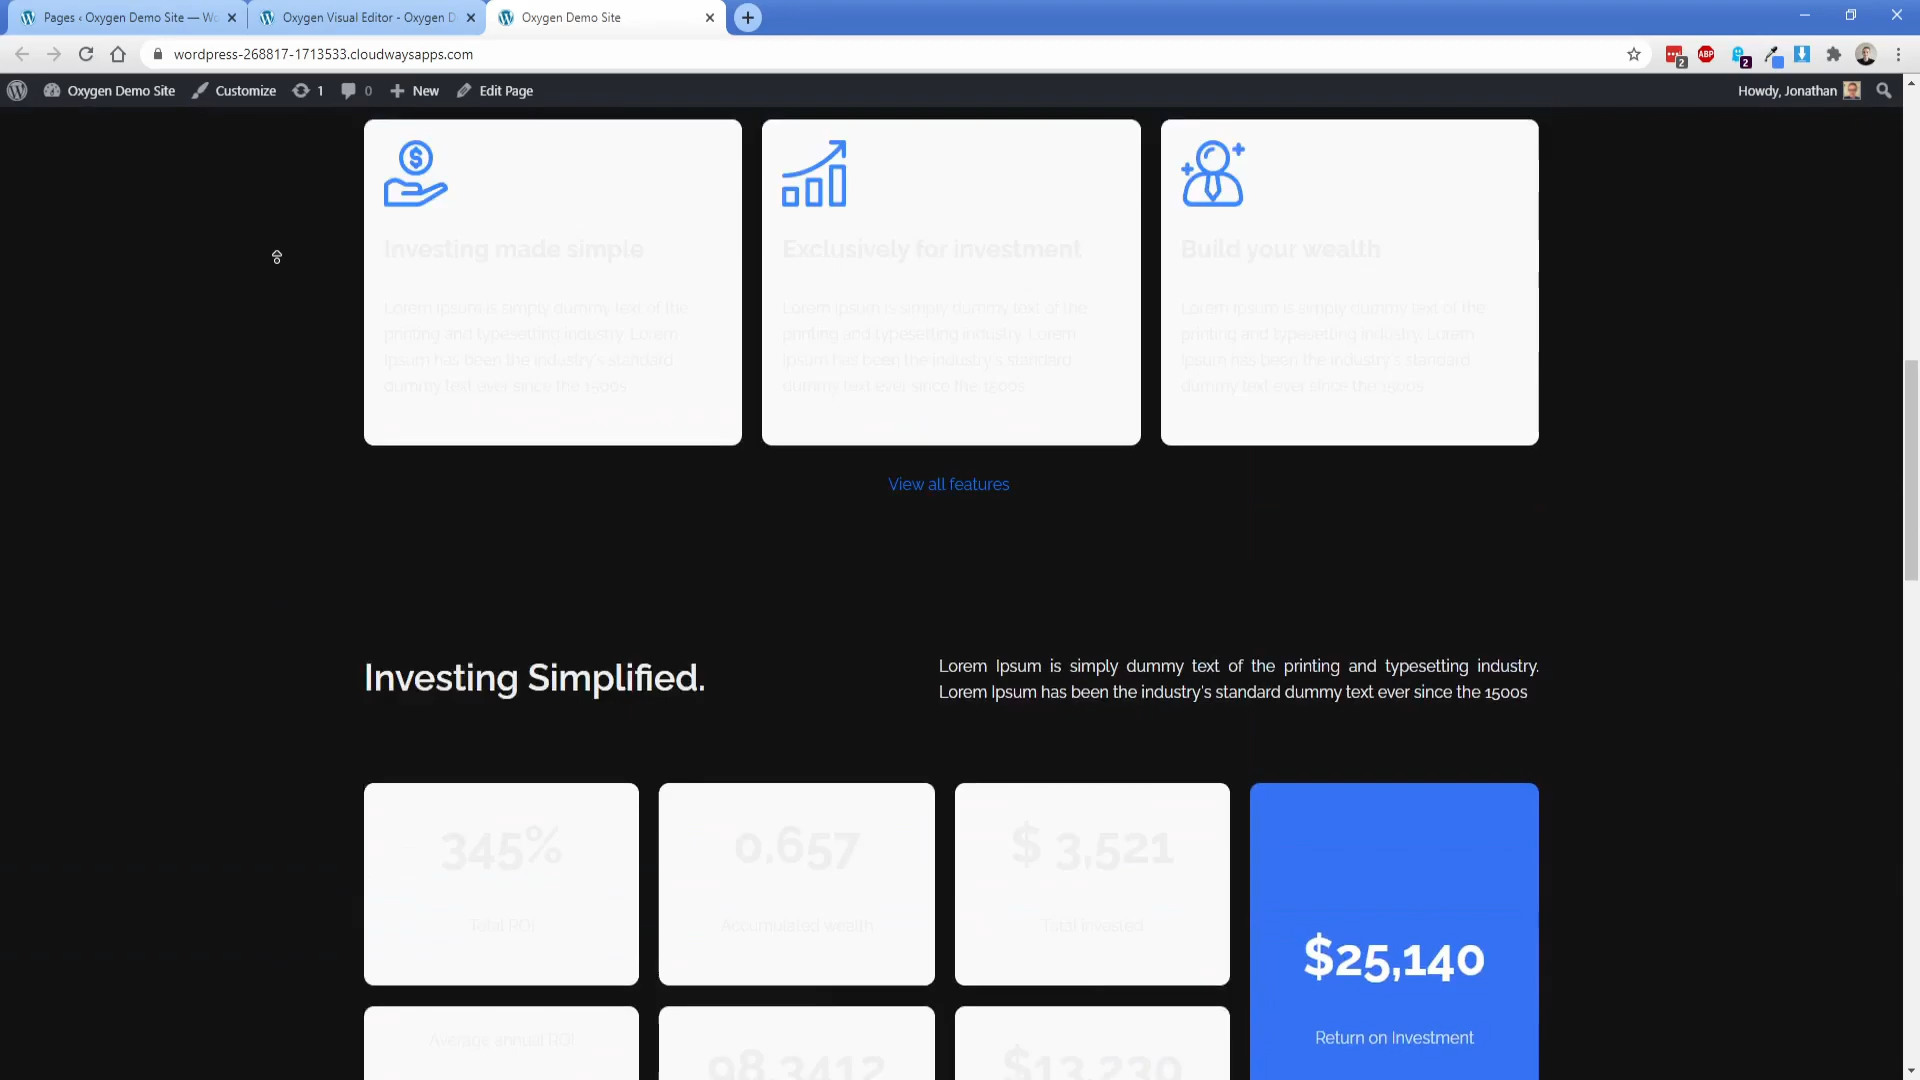 Pages ‹ Oxygen Demo Site — Wo
Oxygen Visual Editor - Oxygen D
Oxygen Demo Site
wordpress-268817-1713533.cloudwaysapps.com
2
ABP
2
Oxygen Demo Site
Customize
1
0
New
Edit Page
Howdy, Jonathan
Investing made simple
Lorem Ipsum is simply dummy text of the
printing and typesetting industry. Lorem
Ipsum has been the industry's standard
dummy text ever since the 1500s
Exclusively for investment
Lorem Ipsum is simply dummy text of the
printing and typesetting industry. Lorem
Ipsum has been the industry's standard
dummy text ever since the 1500s
Build your wealth
Lorem Ipsum is simply dummy text of the
printing and typesetting industry. Lorem
Ipsum has been the industry's standard
dummy text ever since the 1500s
View all features
Investing Simplified.
Lorem Ipsum is simply dummy text of the printing and typesetting industry.
Lorem Ipsum has been the industry's standard dummy text ever since the 1500s
345%
Total ROI
0.657
Accumulated wealth
$ 3,521
Total invested
$25,140
Return on Investment
Average annual ROI
98.3412
$13,239